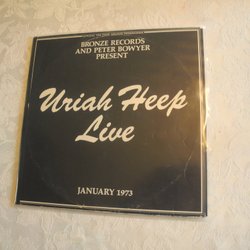 BRONZE RECORDS
AND PETER BOWYER
PRESENT
Uriah Heep
Live
JANUARY 1973